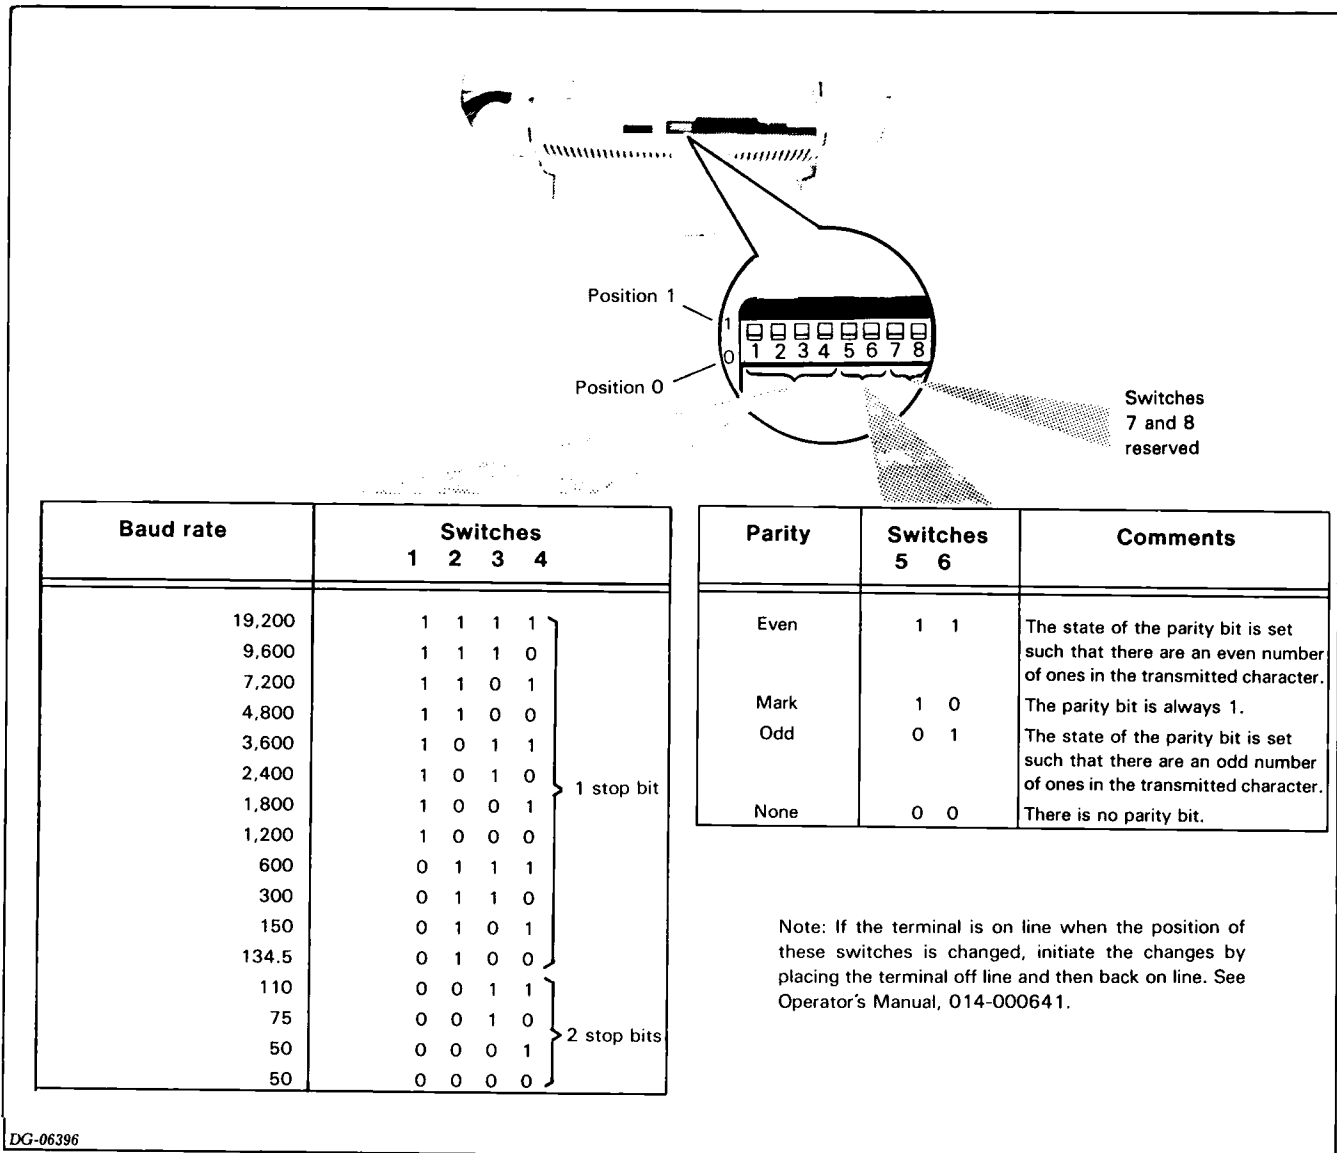 Position 1
1
0
1 2 3 4 5 6 7 8
Position 0
Switches
7 and 8
reserved
Baud rate Switches
1 2 3 4
19,200 1 1 1 1
9,600 1 1 1 0
7,200 1 1 0 1
4,800 1 1 0 0
3,600 1 0 1 1
2,400 1 0 1 0
1 stop bit
1,800 1 0 0 1
1,200 1 0 0 0
600 0 1 1 1
300 0 1 1 0
150 0 1 0 1
134.5 0 1 0 0
110 0 0 1 1
75 0 0 1 0
2 stop bits
50 0 0 0 1
50 0 0 0 0
Parity Switches Comments
5 6
Even 1 1 The state of the parity bit is set
such that there are an even number
of ones in the transmitted character.
Mark 1 0 The parity bit is always 1.
Odd 0 1 The state of the parity bit is set
such that there are an odd number
of ones in the transmitted character.
None 0 0 There is no parity bit.
Note: If the terminal is on line when the position of
these switches is changed, initiate the changes by
placing the terminal off line and then back on line. See
Operator's Manual, 014-000641.
DG-06396